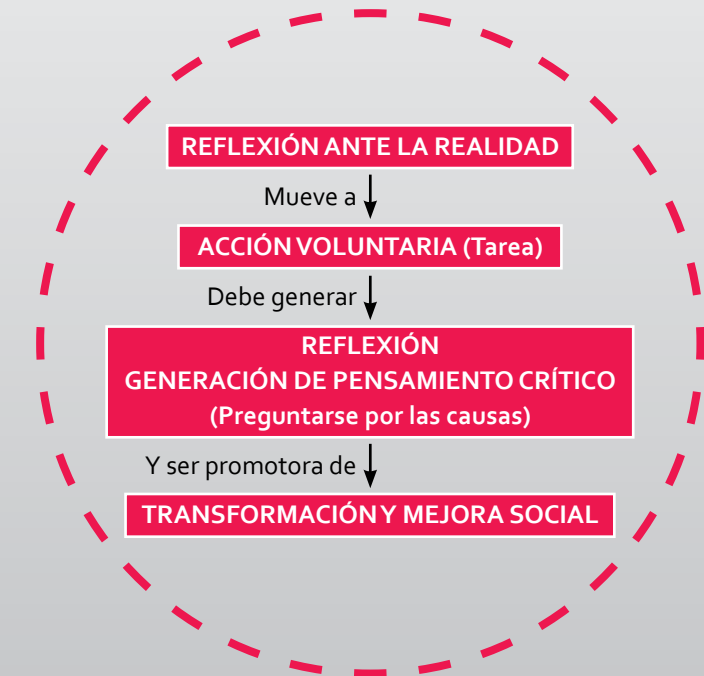 REFLEXIÓN ANTE LA REALIDAD
Mueve a
ACCIÓN VOLUNTARIA (Tarea)
Debe generar
REFLEXIÓN
GENERACIÓN DE PENSAMIENTO CRÍTICO
(Preguntarse por las causas)
Y ser promotora de
TRANSFORMACIÓN Y MEJORA SOCIAL